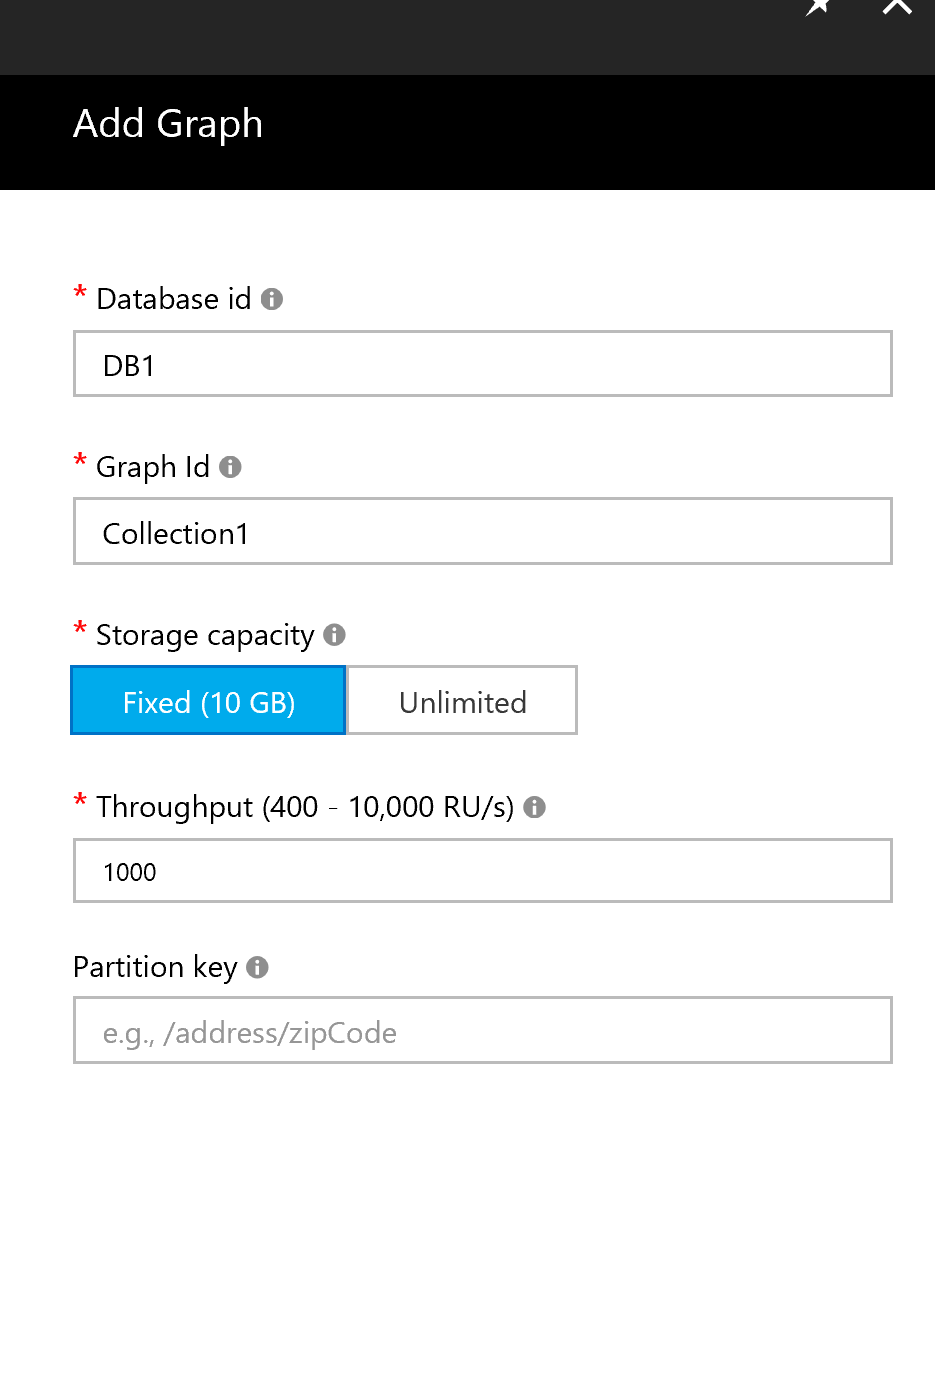 Add Graph
* Database id
DB1
* Graph Id
Collection1
* Storage capacity
Fixed (10 GB) Unlimited
* Throughput (400 - 10,000 RU/s)
1000
Partition key
e.g., /address/zipCode